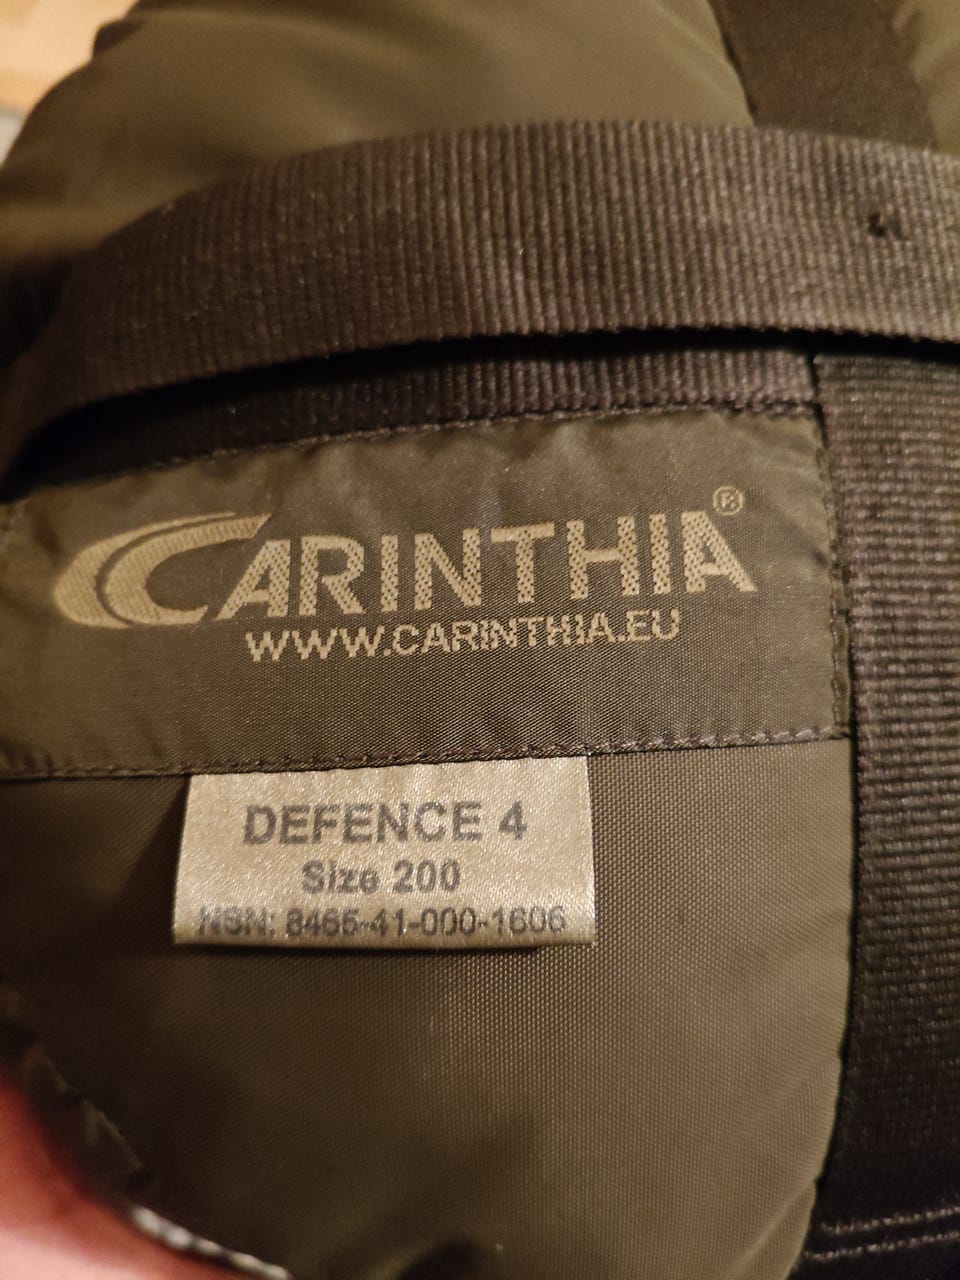 CARINTHIA®
WWW.CARINTHIA.EU
DEFENCE 4
Size 200
NSN: 8465-41-000-1606